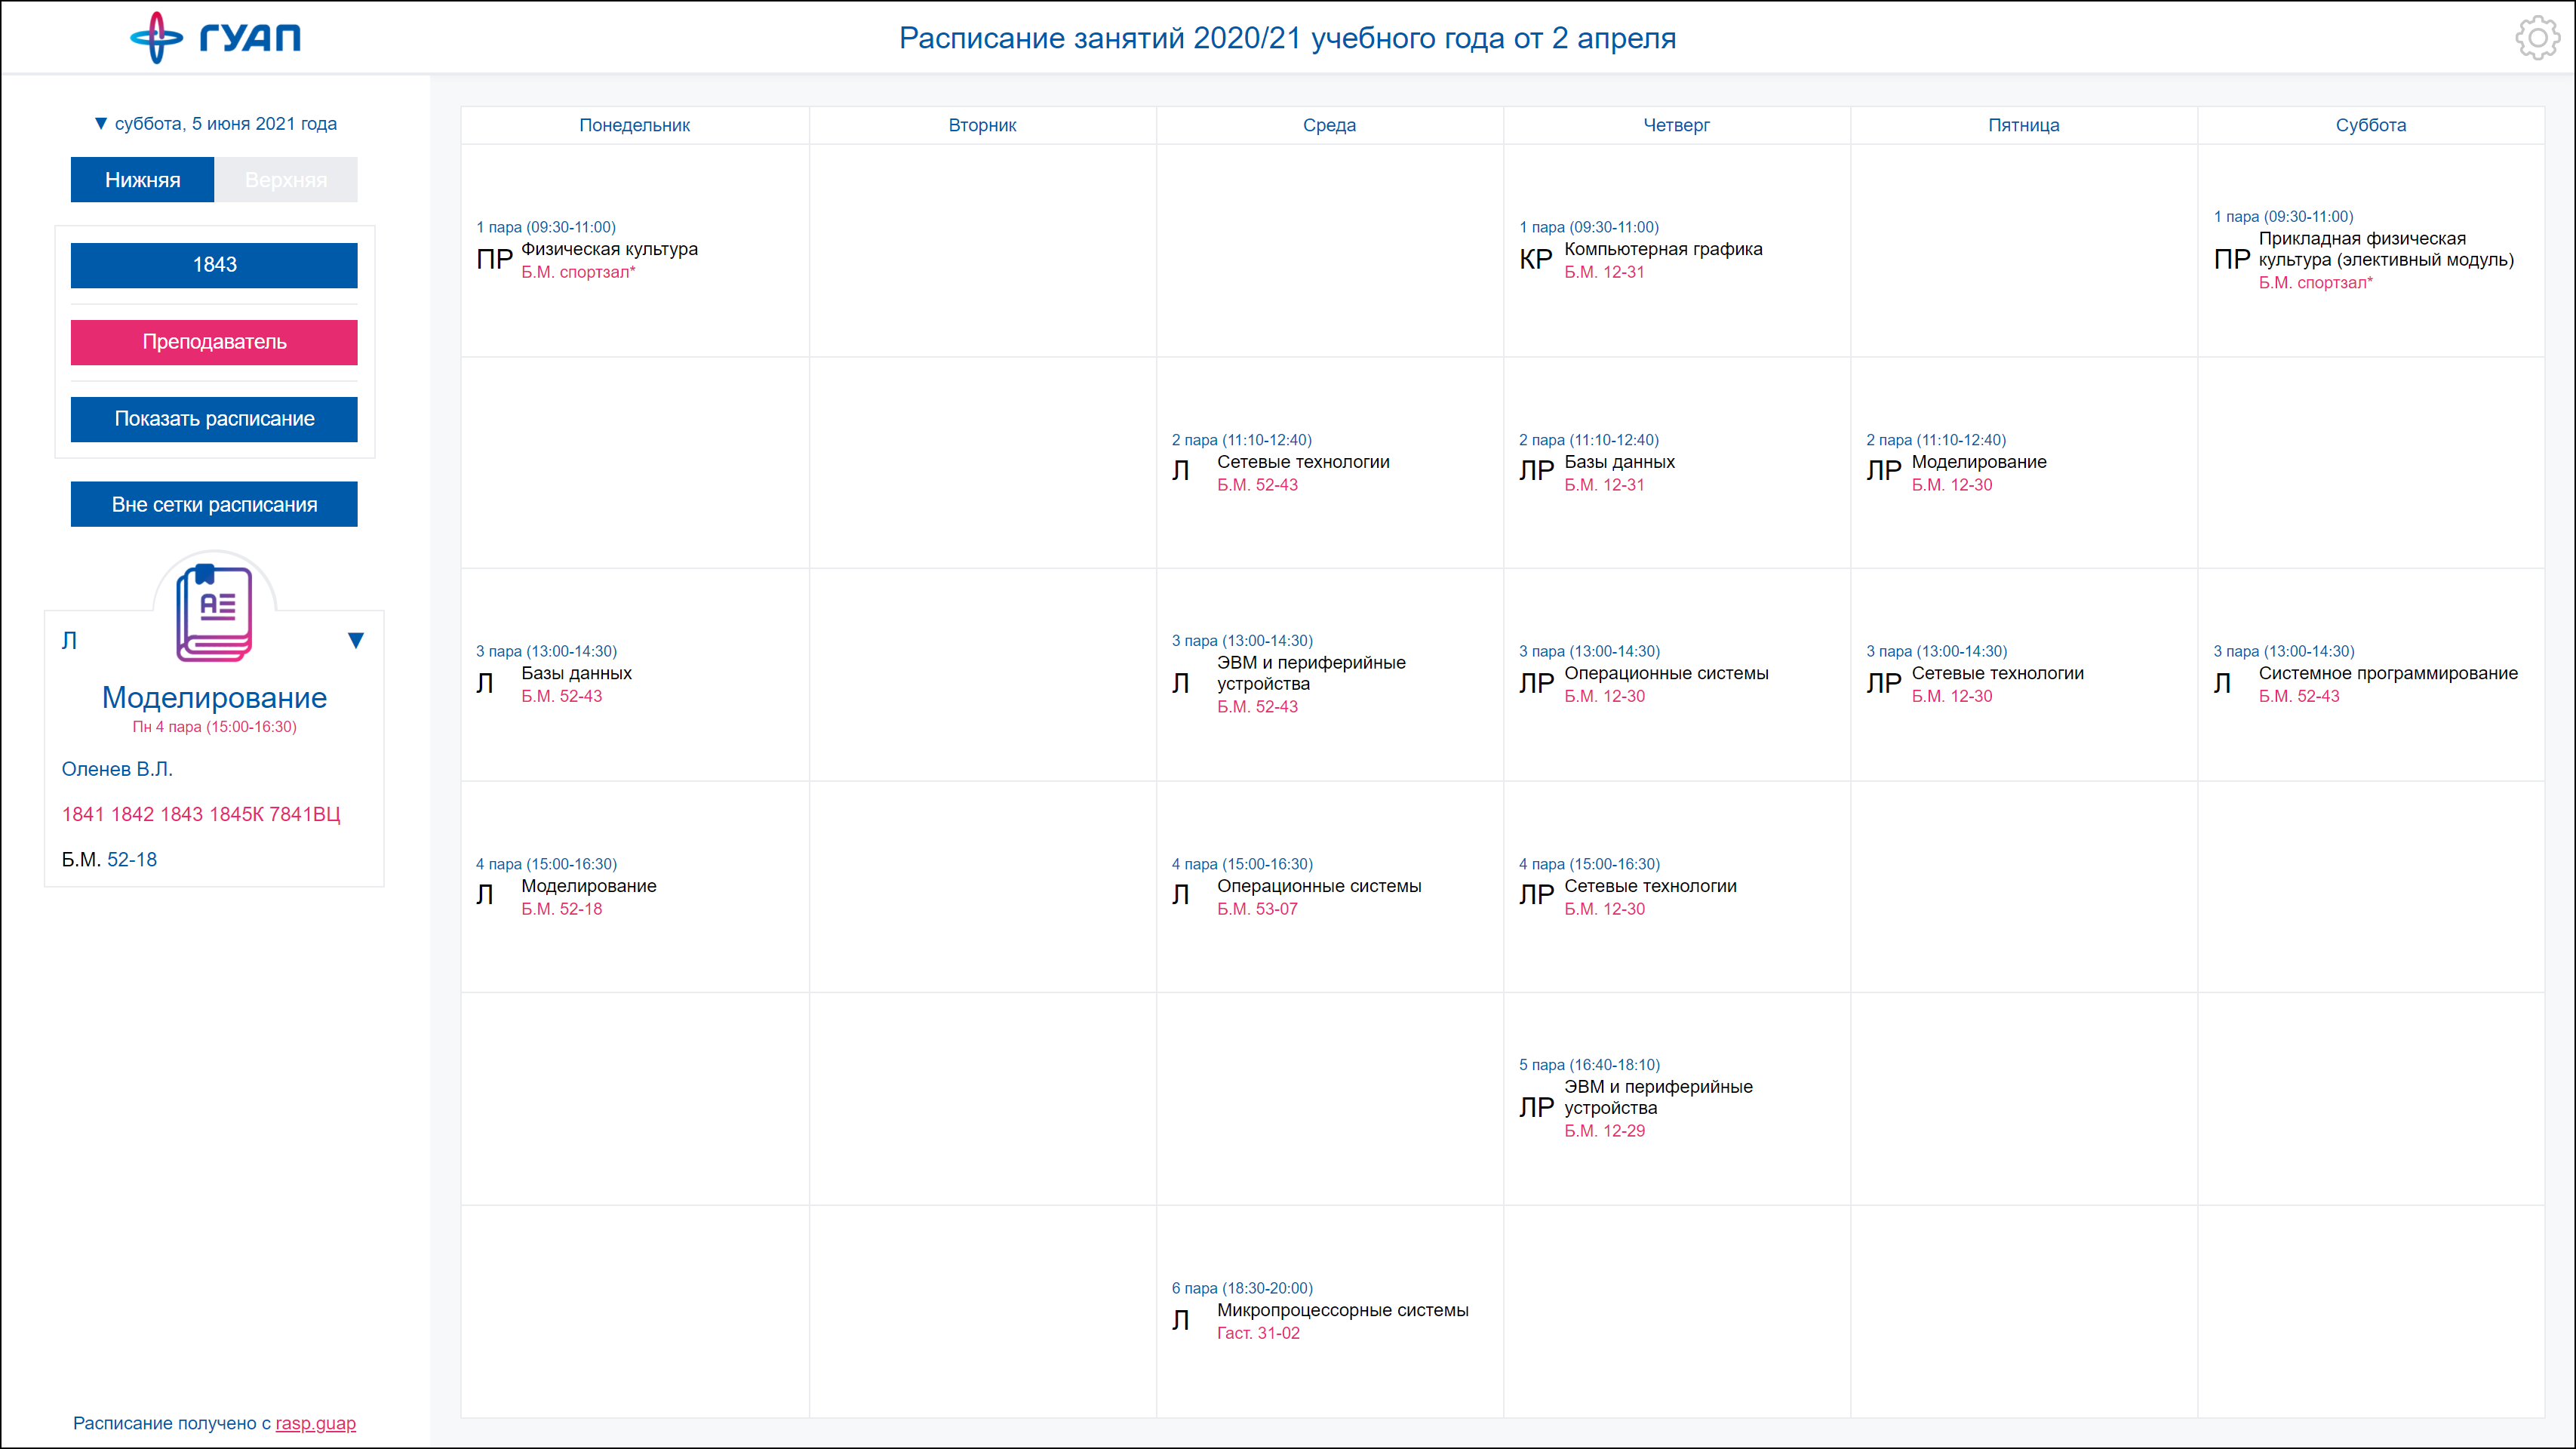 ГУАП
Расписание занятий 2020/21 учебного года от 2 апреля
▼ суббота, 5 июня 2021 года
Нижняя
Верхняя
1843
Преподаватель
Показать расписание
Вне сетки расписания
Л
▼
Моделирование
Пн 4 пара (15:00-16:30)
Оленев В.Л.
1841 1842 1843 1845К 7841ВЦ
Б.М. 52-18
Расписание получено с rasp.guap
Понедельник
Вторник
Среда
Четверг
Пятница
Суббота
1 пара (09:30-11:00)
ПР
Физическая культура
Б.М. спортзал*
1 пара (09:30-11:00)
КР
Компьютерная графика
Б.М. 12-31
1 пара (09:30-11:00)
ПР
Прикладная физическая
культура (элективный модуль)
Б.М. спортзал*
2 пара (11:10-12:40)
Л
Сетевые технологии
Б.М. 52-43
2 пара (11:10-12:40)
ЛР
Базы данных
Б.М. 12-31
2 пара (11:10-12:40)
ЛР
Моделирование
Б.М. 12-30
3 пара (13:00-14:30)
Л
Базы данных
Б.М. 52-43
3 пара (13:00-14:30)
Л
ЭВМ и периферийные
устройства
Б.М. 52-43
3 пара (13:00-14:30)
ЛР
Операционные системы
Б.М. 12-30
3 пара (13:00-14:30)
ЛР
Сетевые технологии
Б.М. 12-30
3 пара (13:00-14:30)
Л
Системное программирование
Б.М. 52-43
4 пара (15:00-16:30)
Л
Моделирование
Б.М. 52-18
4 пара (15:00-16:30)
Л
Операционные системы
Б.М. 53-07
4 пара (15:00-16:30)
ЛР
Сетевые технологии
Б.М. 12-30
5 пара (16:40-18:10)
ЛР
ЭВМ и периферийные
устройства
Б.М. 12-29
6 пара (18:30-20:00)
Л
Микропроцессорные системы
Гаст. 31-02